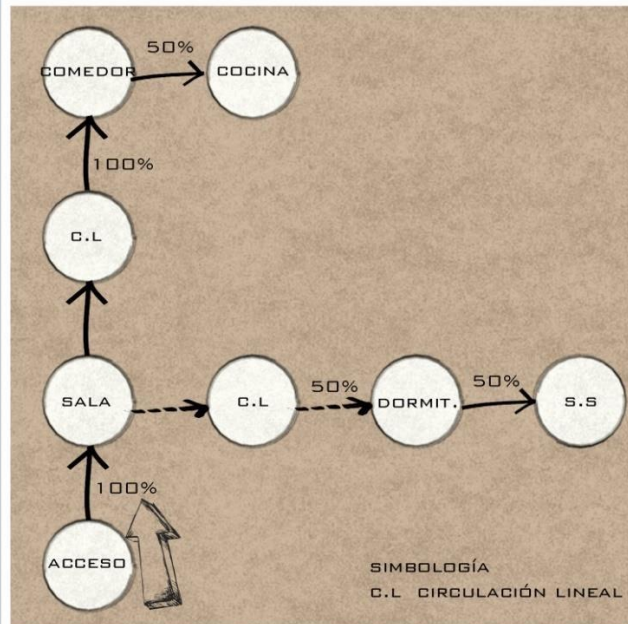 50%
COMEDOR
COCINA
100%
C.L
SALA
C.L
50%
DORMIT.
50%
S.S
100%
ACCESO
SIMBOLOGÍA
C.L CIRCULACIÓN LINEAL